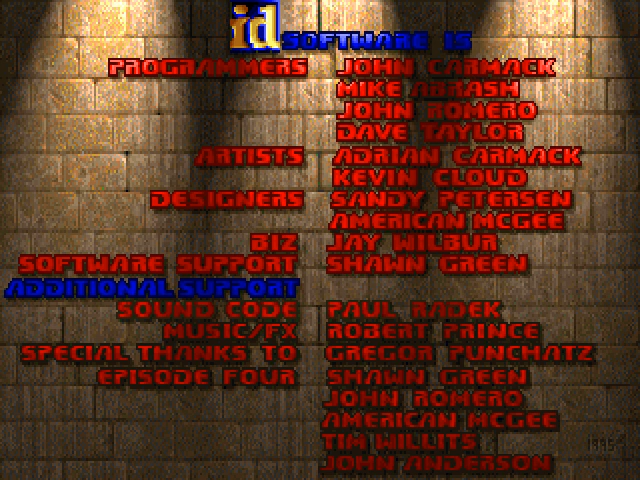 id SOFTWARE IS
PROGRAMMERS JOHN CARMACK
MIKE ABRASH
JOHN ROMERO
DAVE TAYLOR
ARTISTS ADRIAN CARMACK
KEVIN CLOUD
DESIGNERS SANDY PETERSEN
AMERICAN MCGEE
BIZ JAY WILBUR
SOFTWARE SUPPORT SHAWN GREEN
ADDITIONAL SUPPORT
SOUND CODE PAUL RADEK
MUSIC/FX ROBERT PRINCE
SPECIAL THANKS TO GREGOR PUNCHATZ
EPISODE FOUR SHAWN GREEN
JOHN ROMERO
AMERICAN MCGEE
TIM WILLITS
JOHN ANDERSON
1995